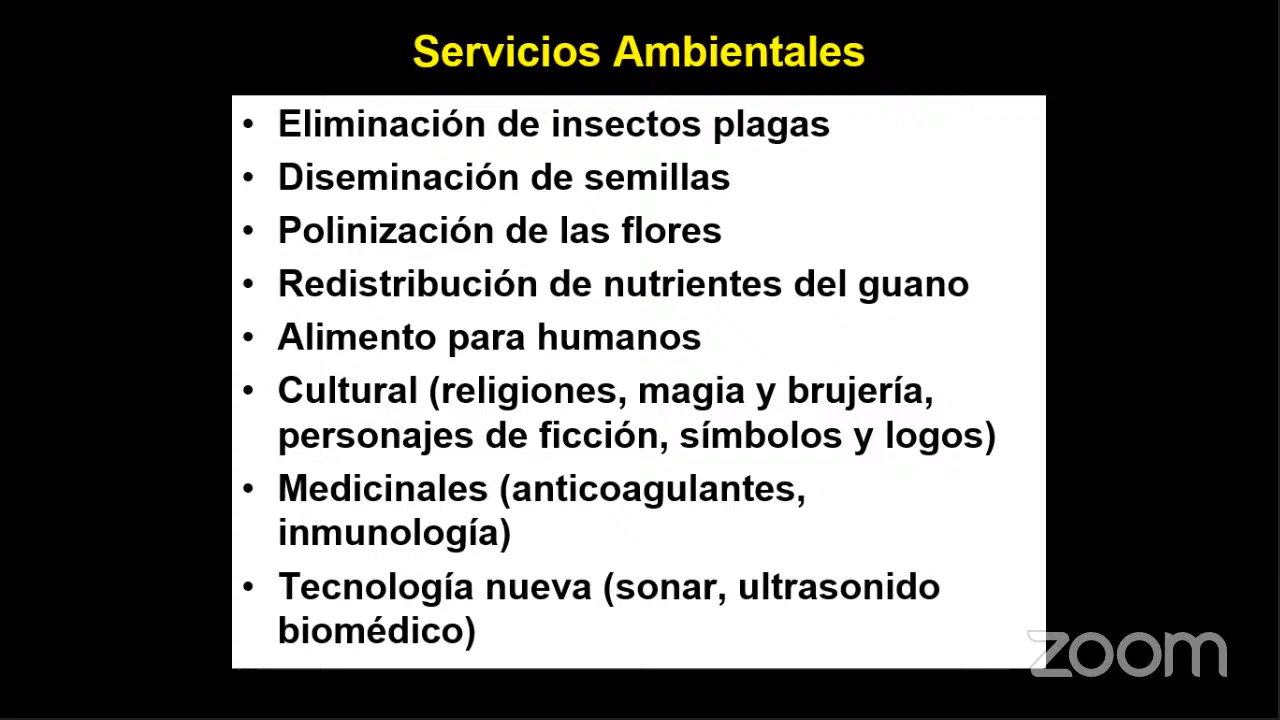 Servicios Ambientales
• Eliminación de insectos plagas
• Diseminación de semillas
• Polinización de las flores
• Redistribución de nutrientes del guano
• Alimento para humanos
• Cultural (religiones, magia y brujería,
personajes de ficción, símbolos y logos)
• Medicinales (anticoagulantes,
inmunología)
• Tecnología nueva (sonar, ultrasonido
biomédico)
zoom